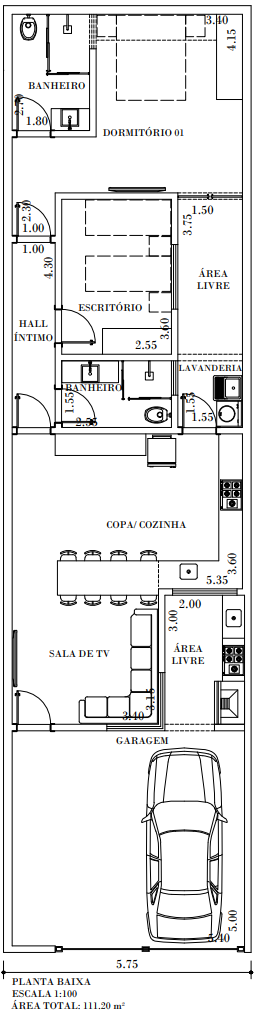 3.40
4.15
BANHEIRO
2.70
1.80
DORMITÓRIO 01
2.30
1.00
1.50
3.75
1.00
4.30
ÁREA
LIVRE
ESCRITÓRIO
HALL
ÍNTIMO
3.60
2.55
LAVANDERIA
BANHEIRO
1.55
2.55
1.55
1.55
COPA/ COZINHA
3.60
5.35
2.00
3.00
SALA DE TV
ÁREA
LIVRE
3.15
3.40
GARAGEM
5.00
5.40
5.75
PLANTA BAIXA
ESCALA 1:100
ÁREA TOTAL: 111,20 m²